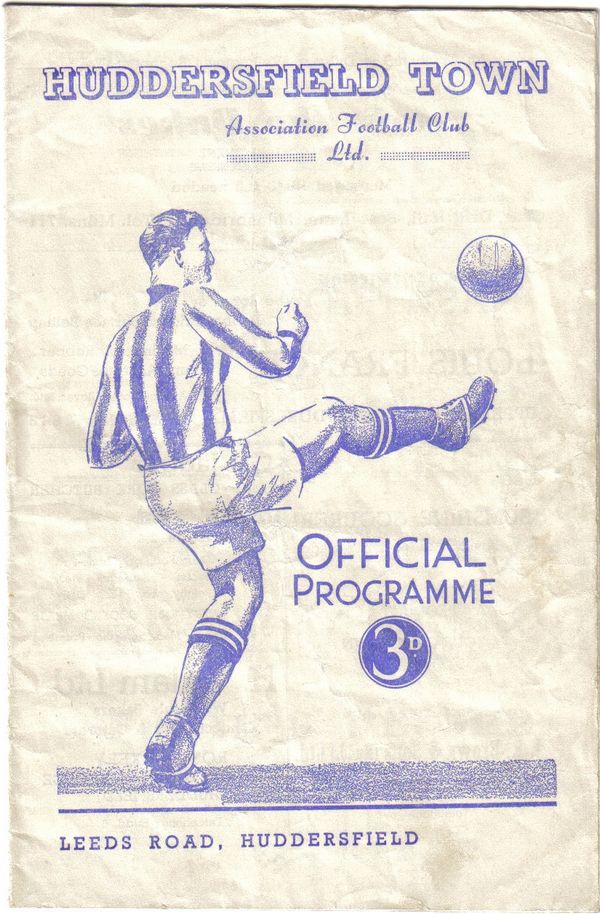 HUDDERSFIELD TOWN
Association Football Club
Ltd.
OFFICIAL
PROGRAMME
3D.
LEEDS ROAD, HUDDERSFIELD